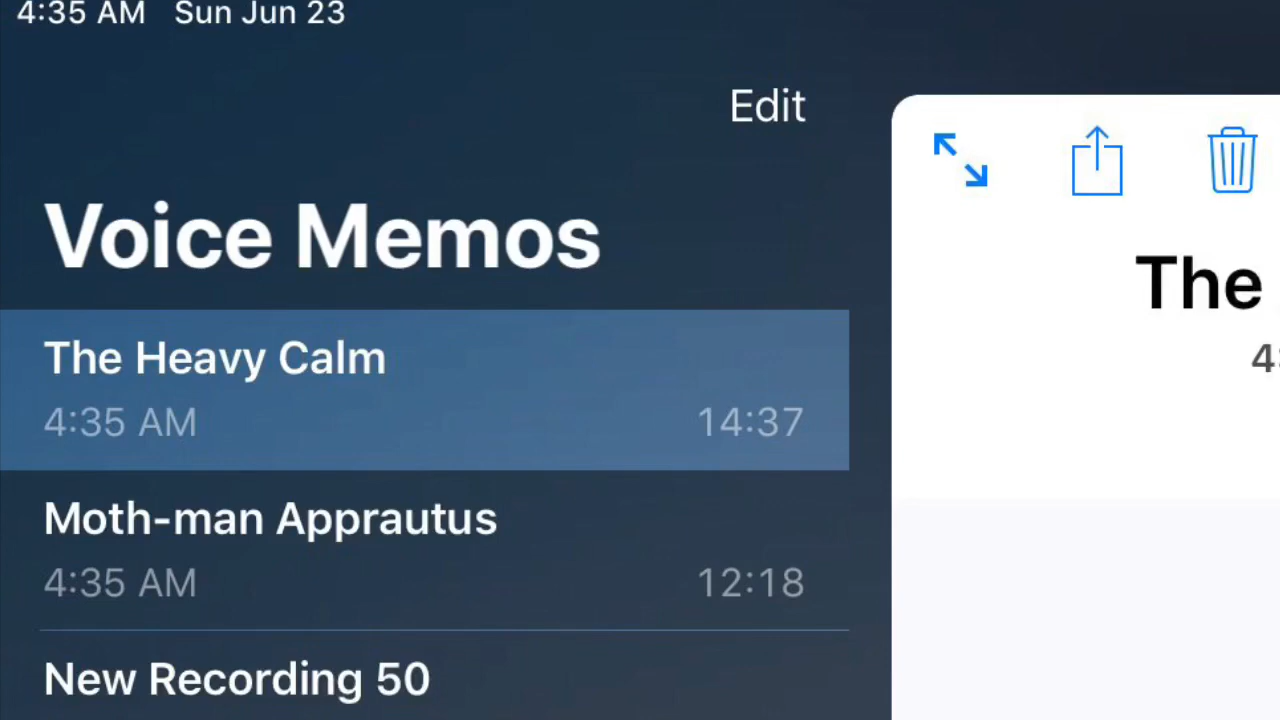 4:35 AM Sun Jun 23
Edit
Voice Memos
The Heavy Calm
4:35 AM 14:37
Moth-man Apprautus
4:35 AM 12:18
New Recording 50
The